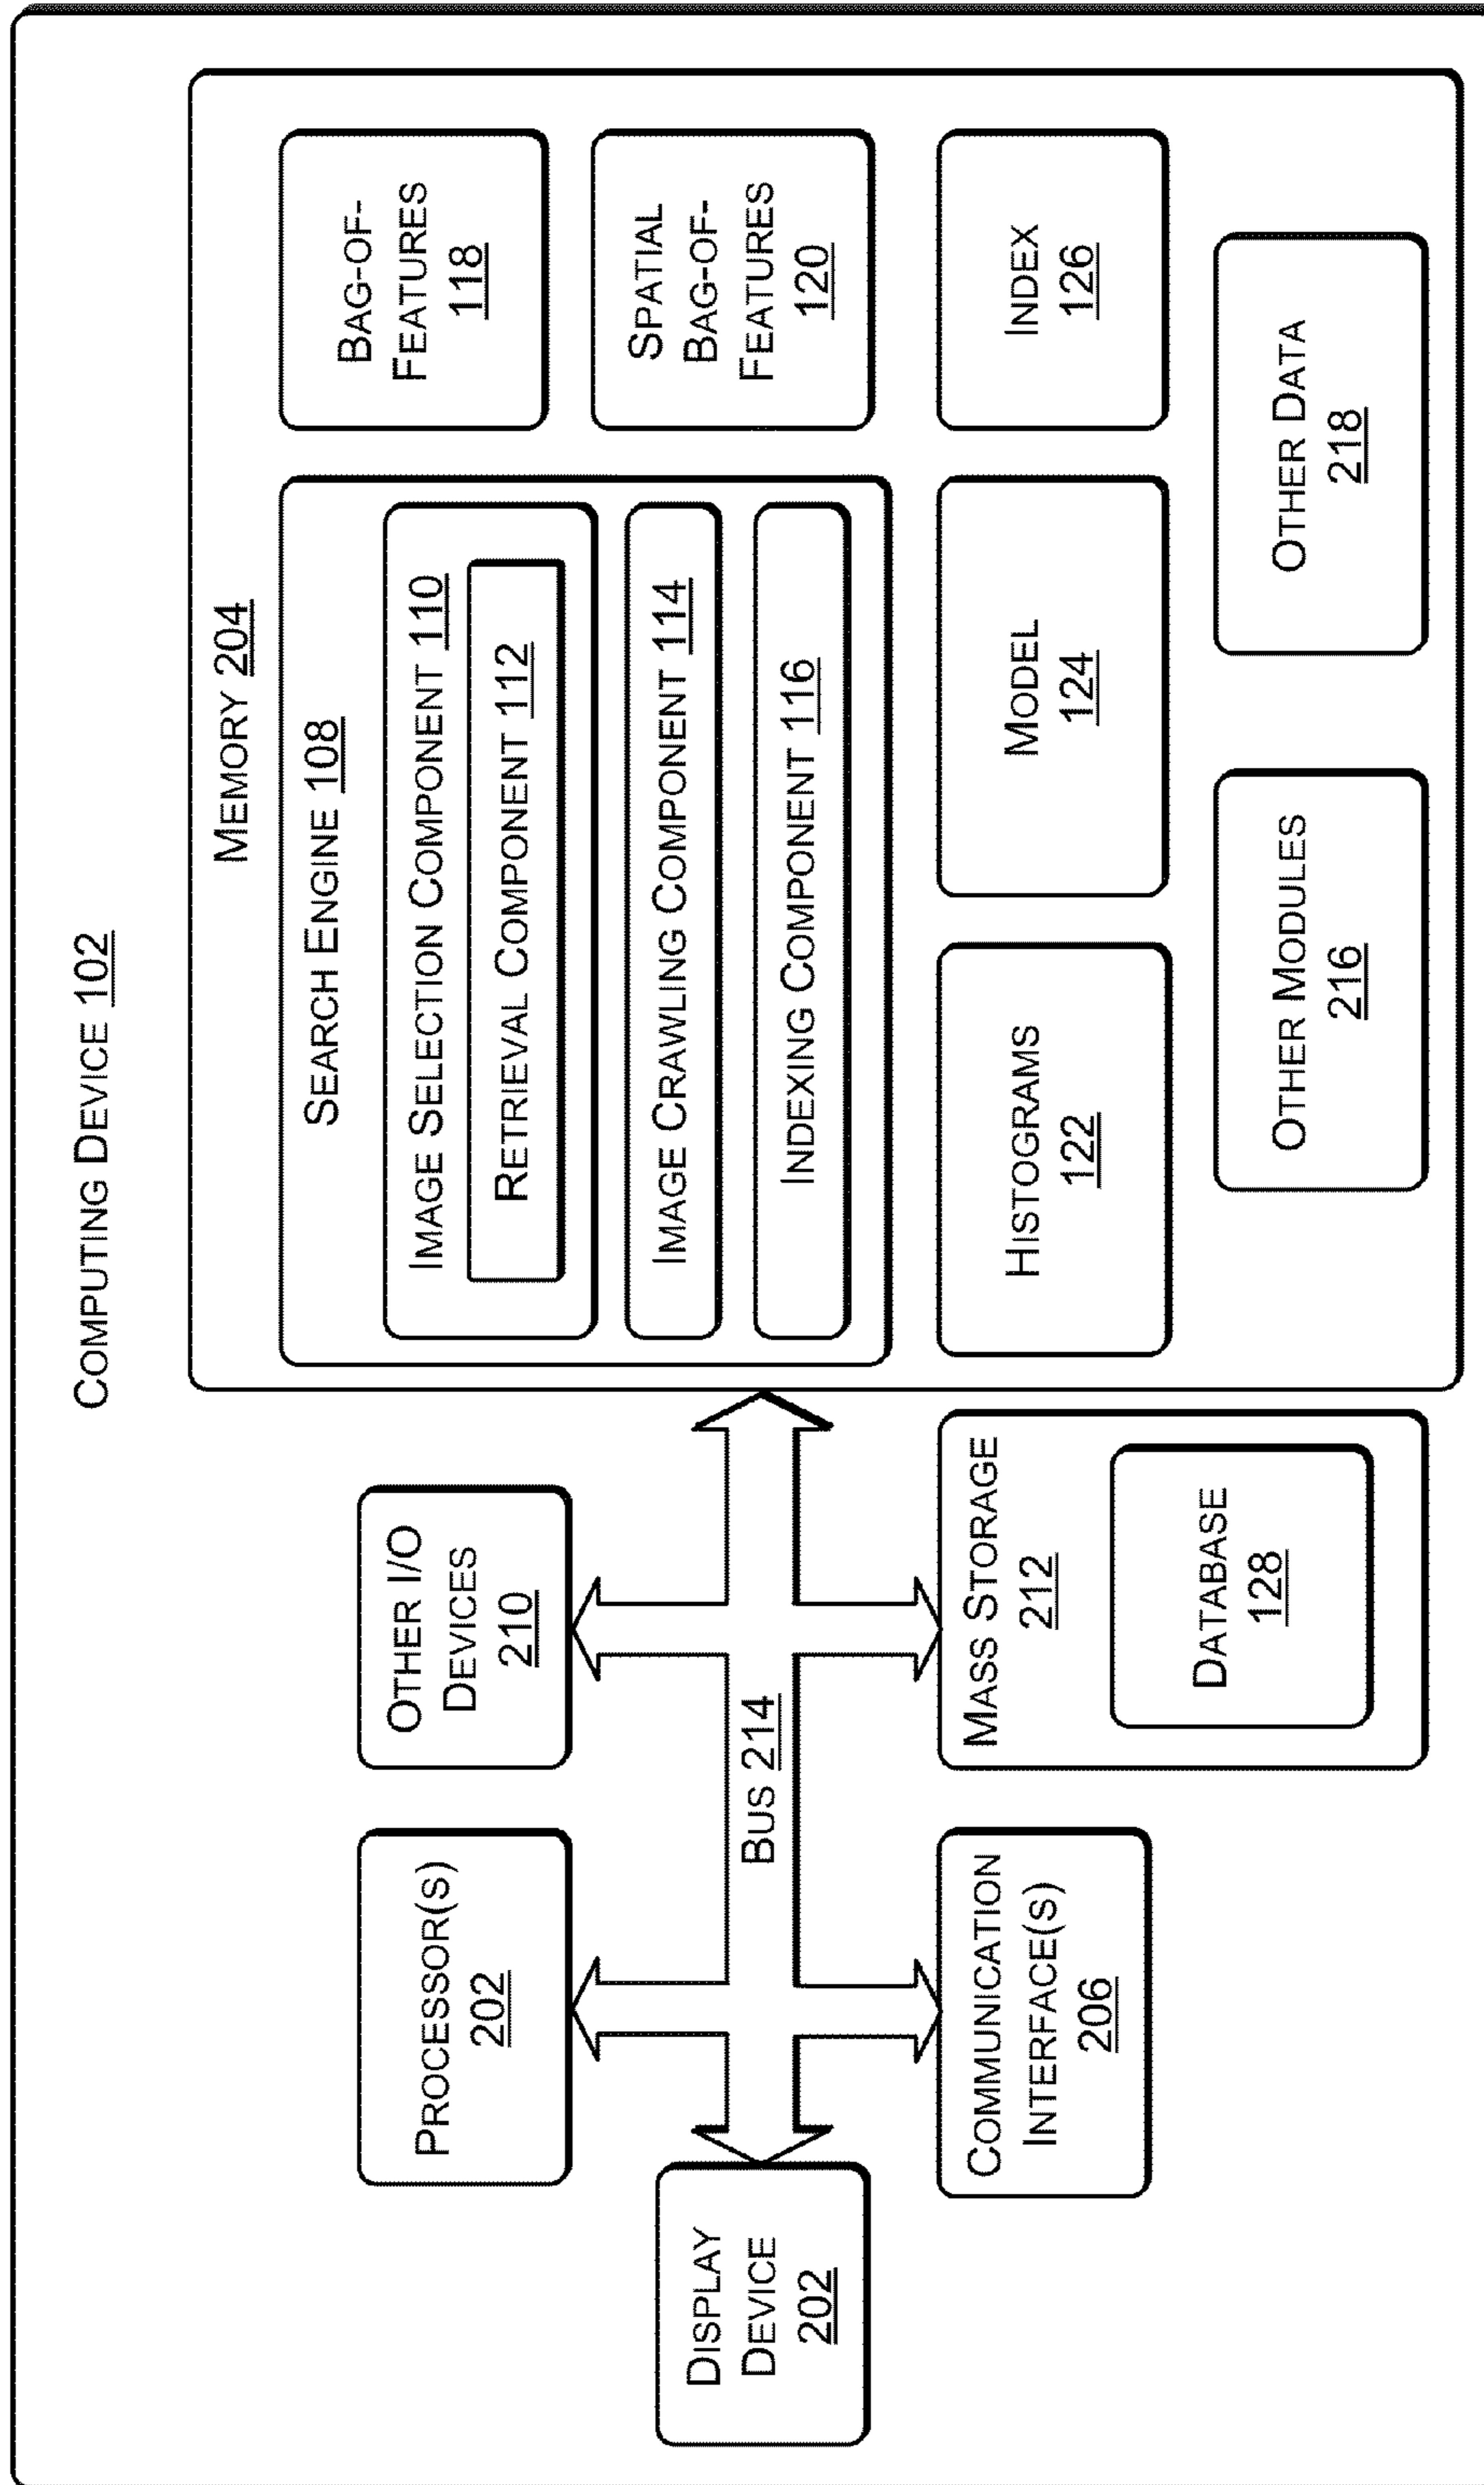 COMPUTING DEVICE 102
MEMORY 204
SEARCH ENGINE 108
IMAGE SELECTION COMPONENT 110
RETRIEVAL COMPONENT 112
IMAGE CRAWLING COMPONENT 114
INDEXING COMPONENT 116
BAG-OF-
FEATURES
118
SPATIAL
BAG-OF-
FEATURES
120
HISTOGRAMS
122
MODEL
124
INDEX
126
OTHER MODULES
216
OTHER DATA
218
PROCESSOR(S)
202
OTHER I/O
DEVICES
210
DISPLAY
DEVICE
202
BUS 214
COMMUNICATION
INTERFACE(S)
206
MASS STORAGE
212
DATABASE
128